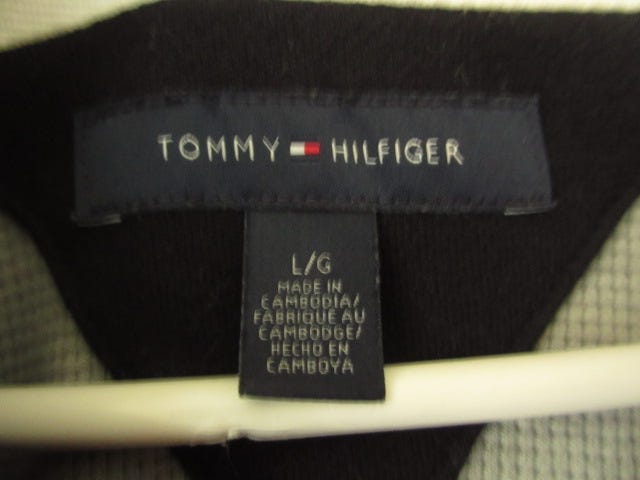 TOMMY HILFIGER
L/G
MADE IN
CAMBODIA/
FABRIQUÉ AU
CAMBODGE/
HECHO EN
CAMBOYA